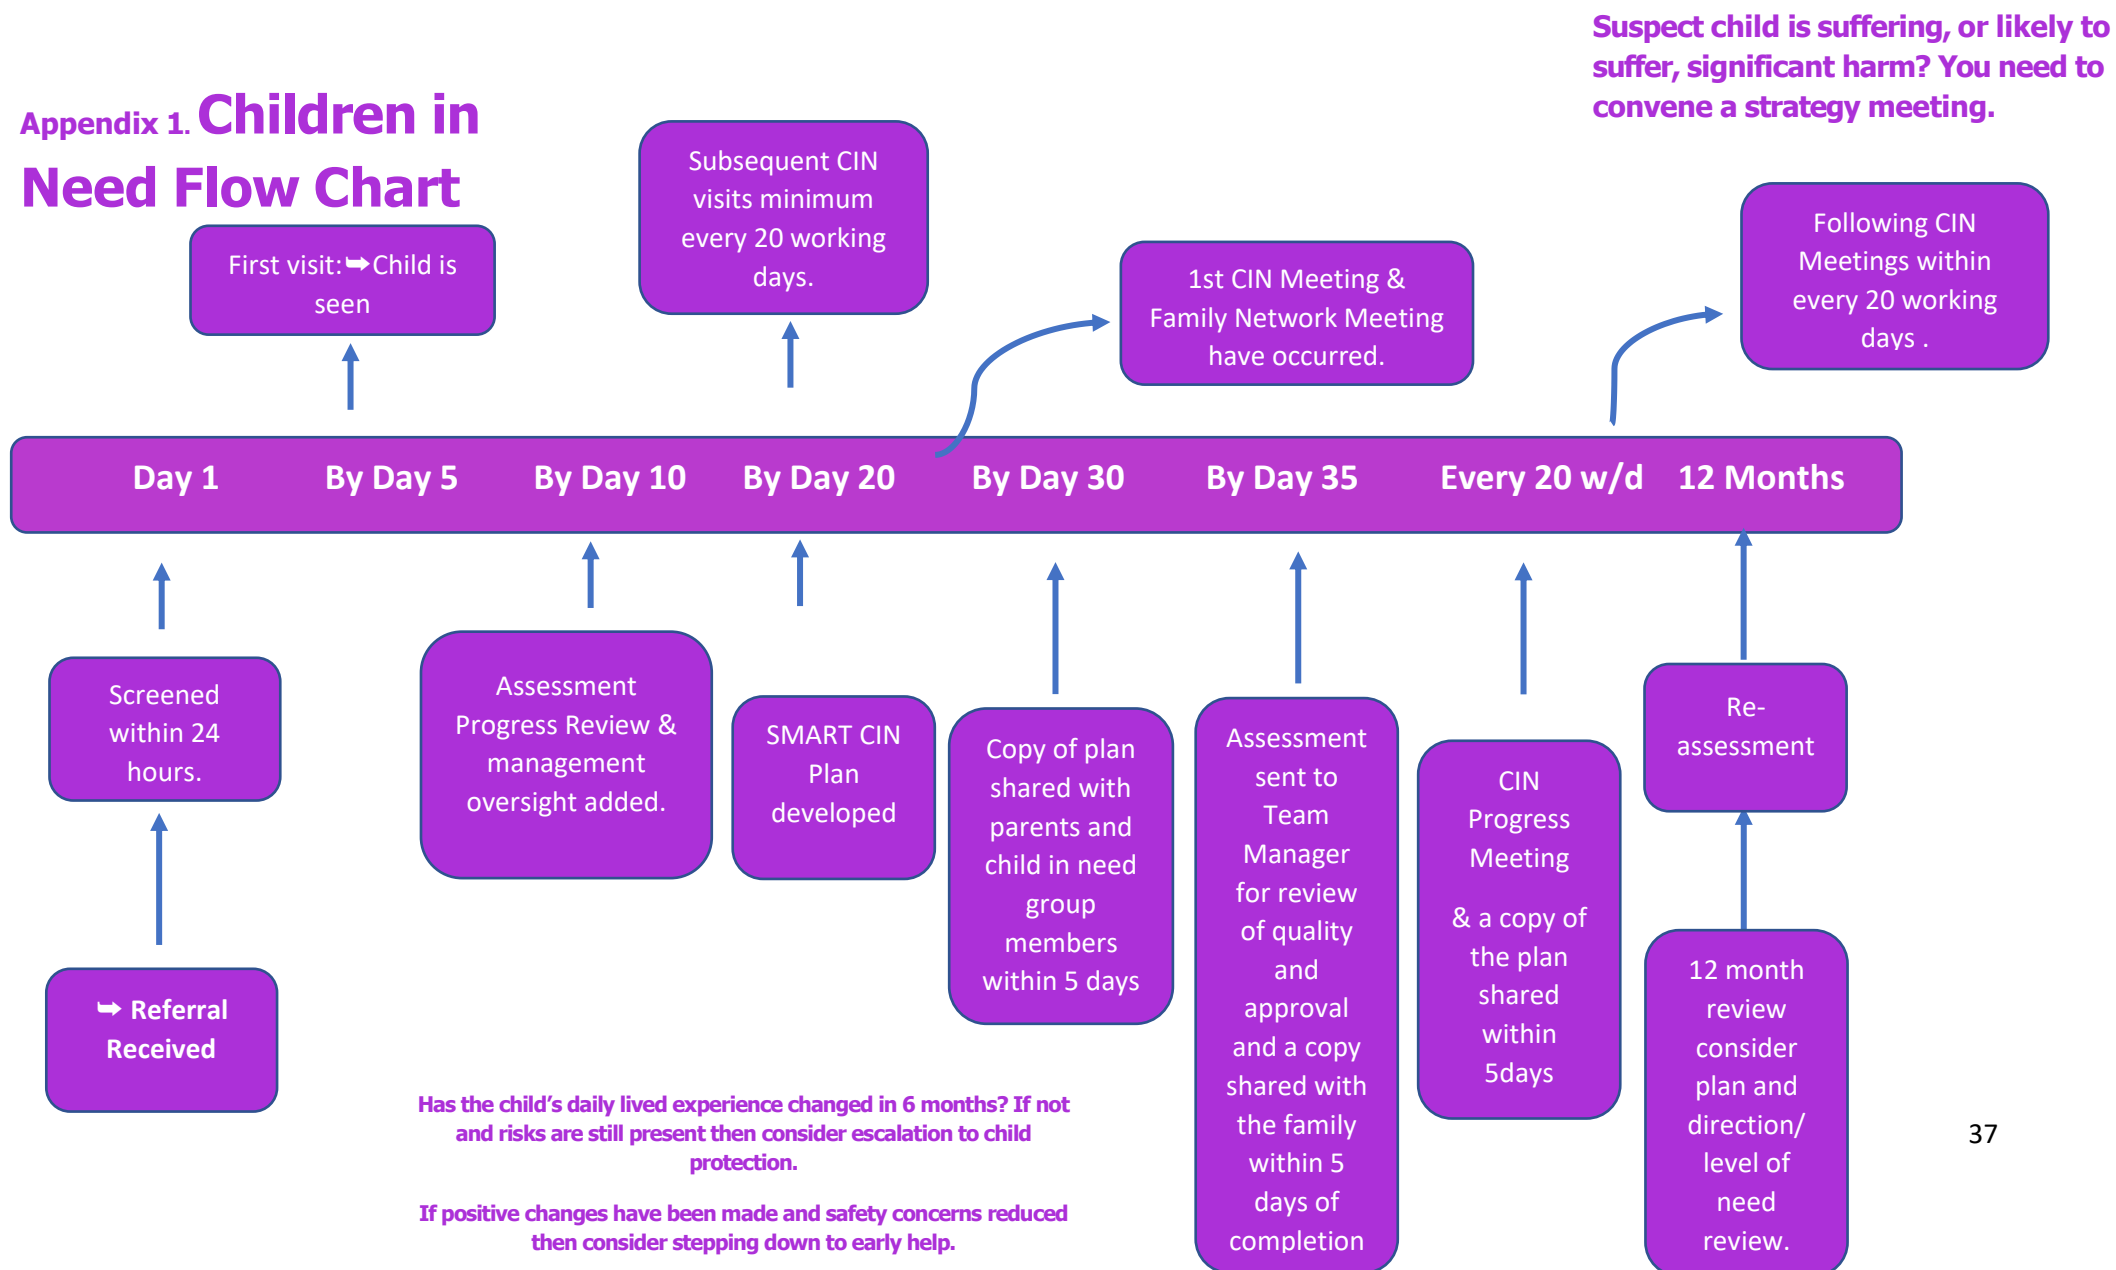 Suspect child is suffering, or likely to
suffer, significant harm? You need to
convene a strategy meeting.
Appendix 1. Children in
Need Flow Chart
First visit:➥Child is
seen
Subsequent CIN
visits minimum
every 20 working
days.
1st CIN Meeting &
Family Network Meeting
have occurred.
Following CIN
Meetings within
every 20 working
days .
Day 1 By Day 5 By Day 10 By Day 20 By Day 30 By Day 35 Every 20 w/d 12 Months
Screened
within 24
hours.
➥ Referral
Received
Assessment
Progress Review &
management
oversight added.
SMART CIN
Plan
developed
Copy of plan
shared with
parents and
child in need
group
members
within 5 days
Assessment
sent to
Team
Manager
for review
of quality
and
approval
and a copy
shared with
the family
within 5
days of
completion
CIN
Progress
Meeting
& a copy of
the plan
shared
within
5days
Re-
assessment
12 month
review
consider
plan and
direction/
level of
need
review.
Has the child’s daily lived experience changed in 6 months? If not
and risks are still present then consider escalation to child
protection.
If positive changes have been made and safety concerns reduced
then consider stepping down to early help.
37